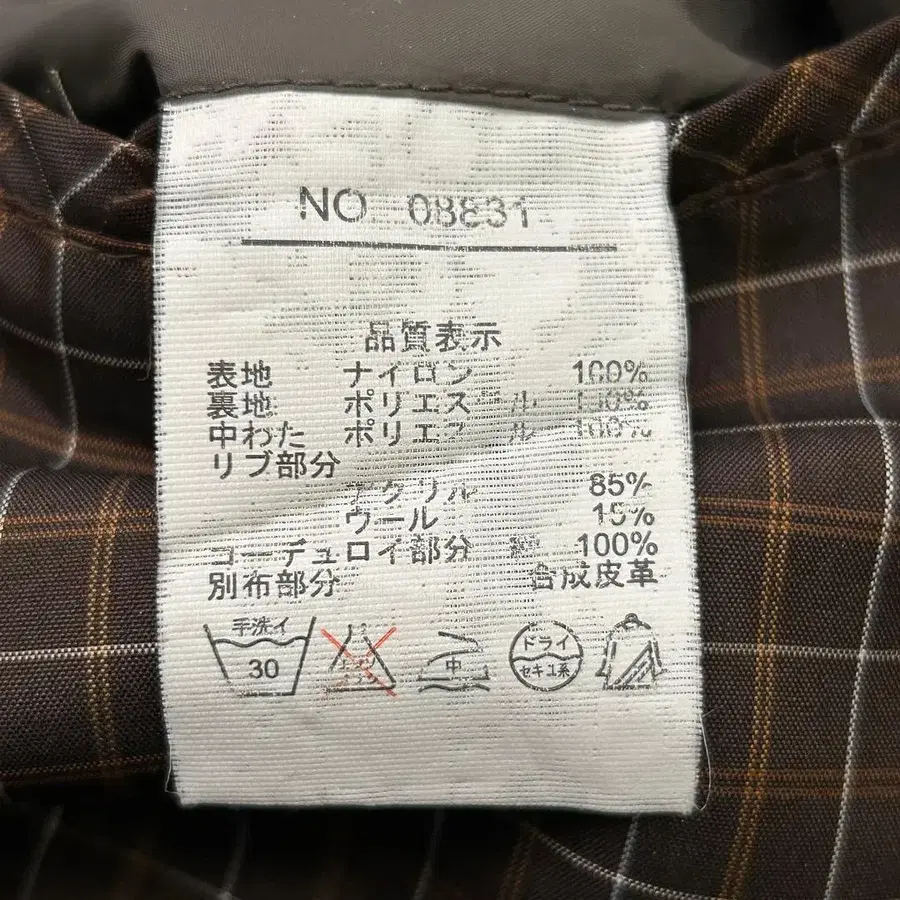 NO 08831
品質表示
表地 ナイロン 100%
裏地 ポリエステル 100%
中わた ポリエステル 100%
リブ部分
アクリル 85%
ウール 15%
コーデュロイ部分 綿 100%
別布部分 合成皮革
手洗イ
30
中
ドライ
セキユ系